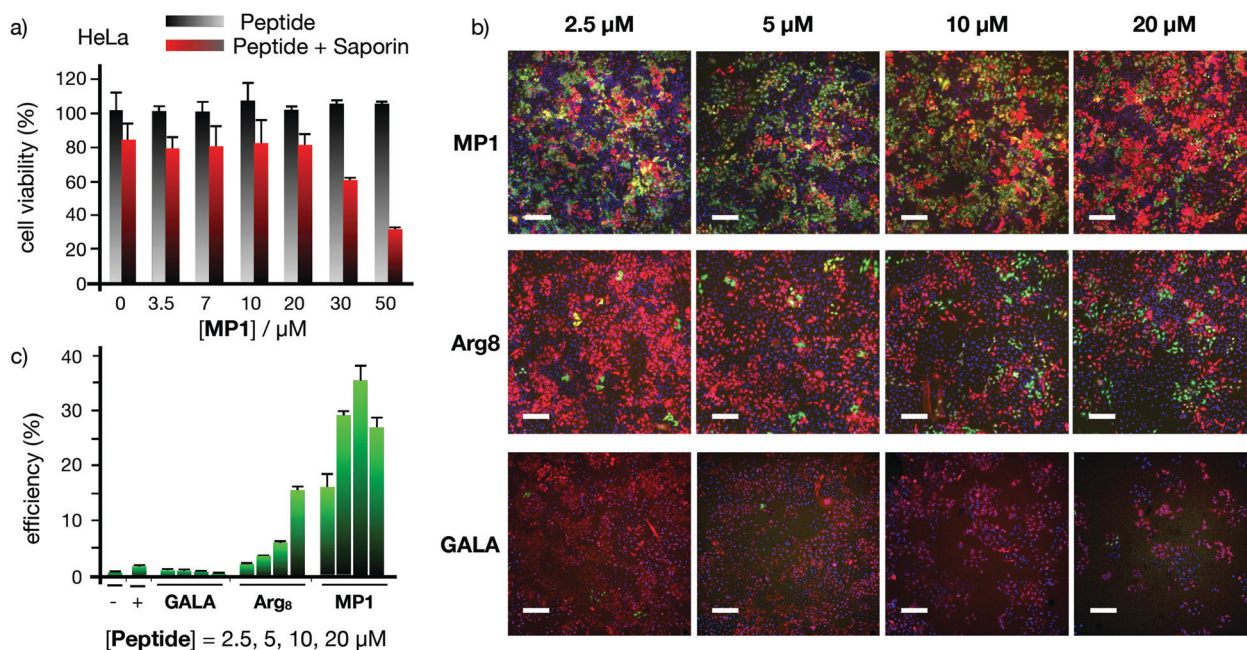 a)
HeLa
Peptide
Peptide + Saporin
cell viability (%)
120
100
80
60
40
20
0
0 3.5 7 10 20 30 50
[MP1] / µM
b)
2.5 µM 5 µM 10 µM 20 µM
MP1
Arg8
GALA
c)
efficiency (%)
40
30
20
10
0
- + GALA Arg₈ MP1
[Peptide] = 2.5, 5, 10, 20 µM